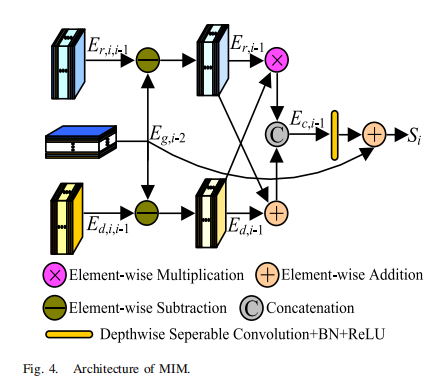 E_{r,i,i-1} E_{r,i-1}
E_{g,i-2} C E_{c,i-1} S_i
E_{d,i,i-1} E_{d,i-1}
Element-wise Multiplication Element-wise Addition
Element-wise Subtraction C Concatenation
Depthwise Seperable Convolution+BN+ReLU
Fig. 4. Architecture of MIM.